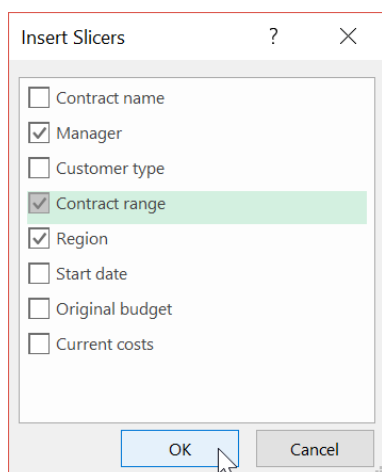 Insert Slicers ?
Contract name
Manager
Customer type
Contract range
Region
Start date
Original budget
Current costs
OK Cancel